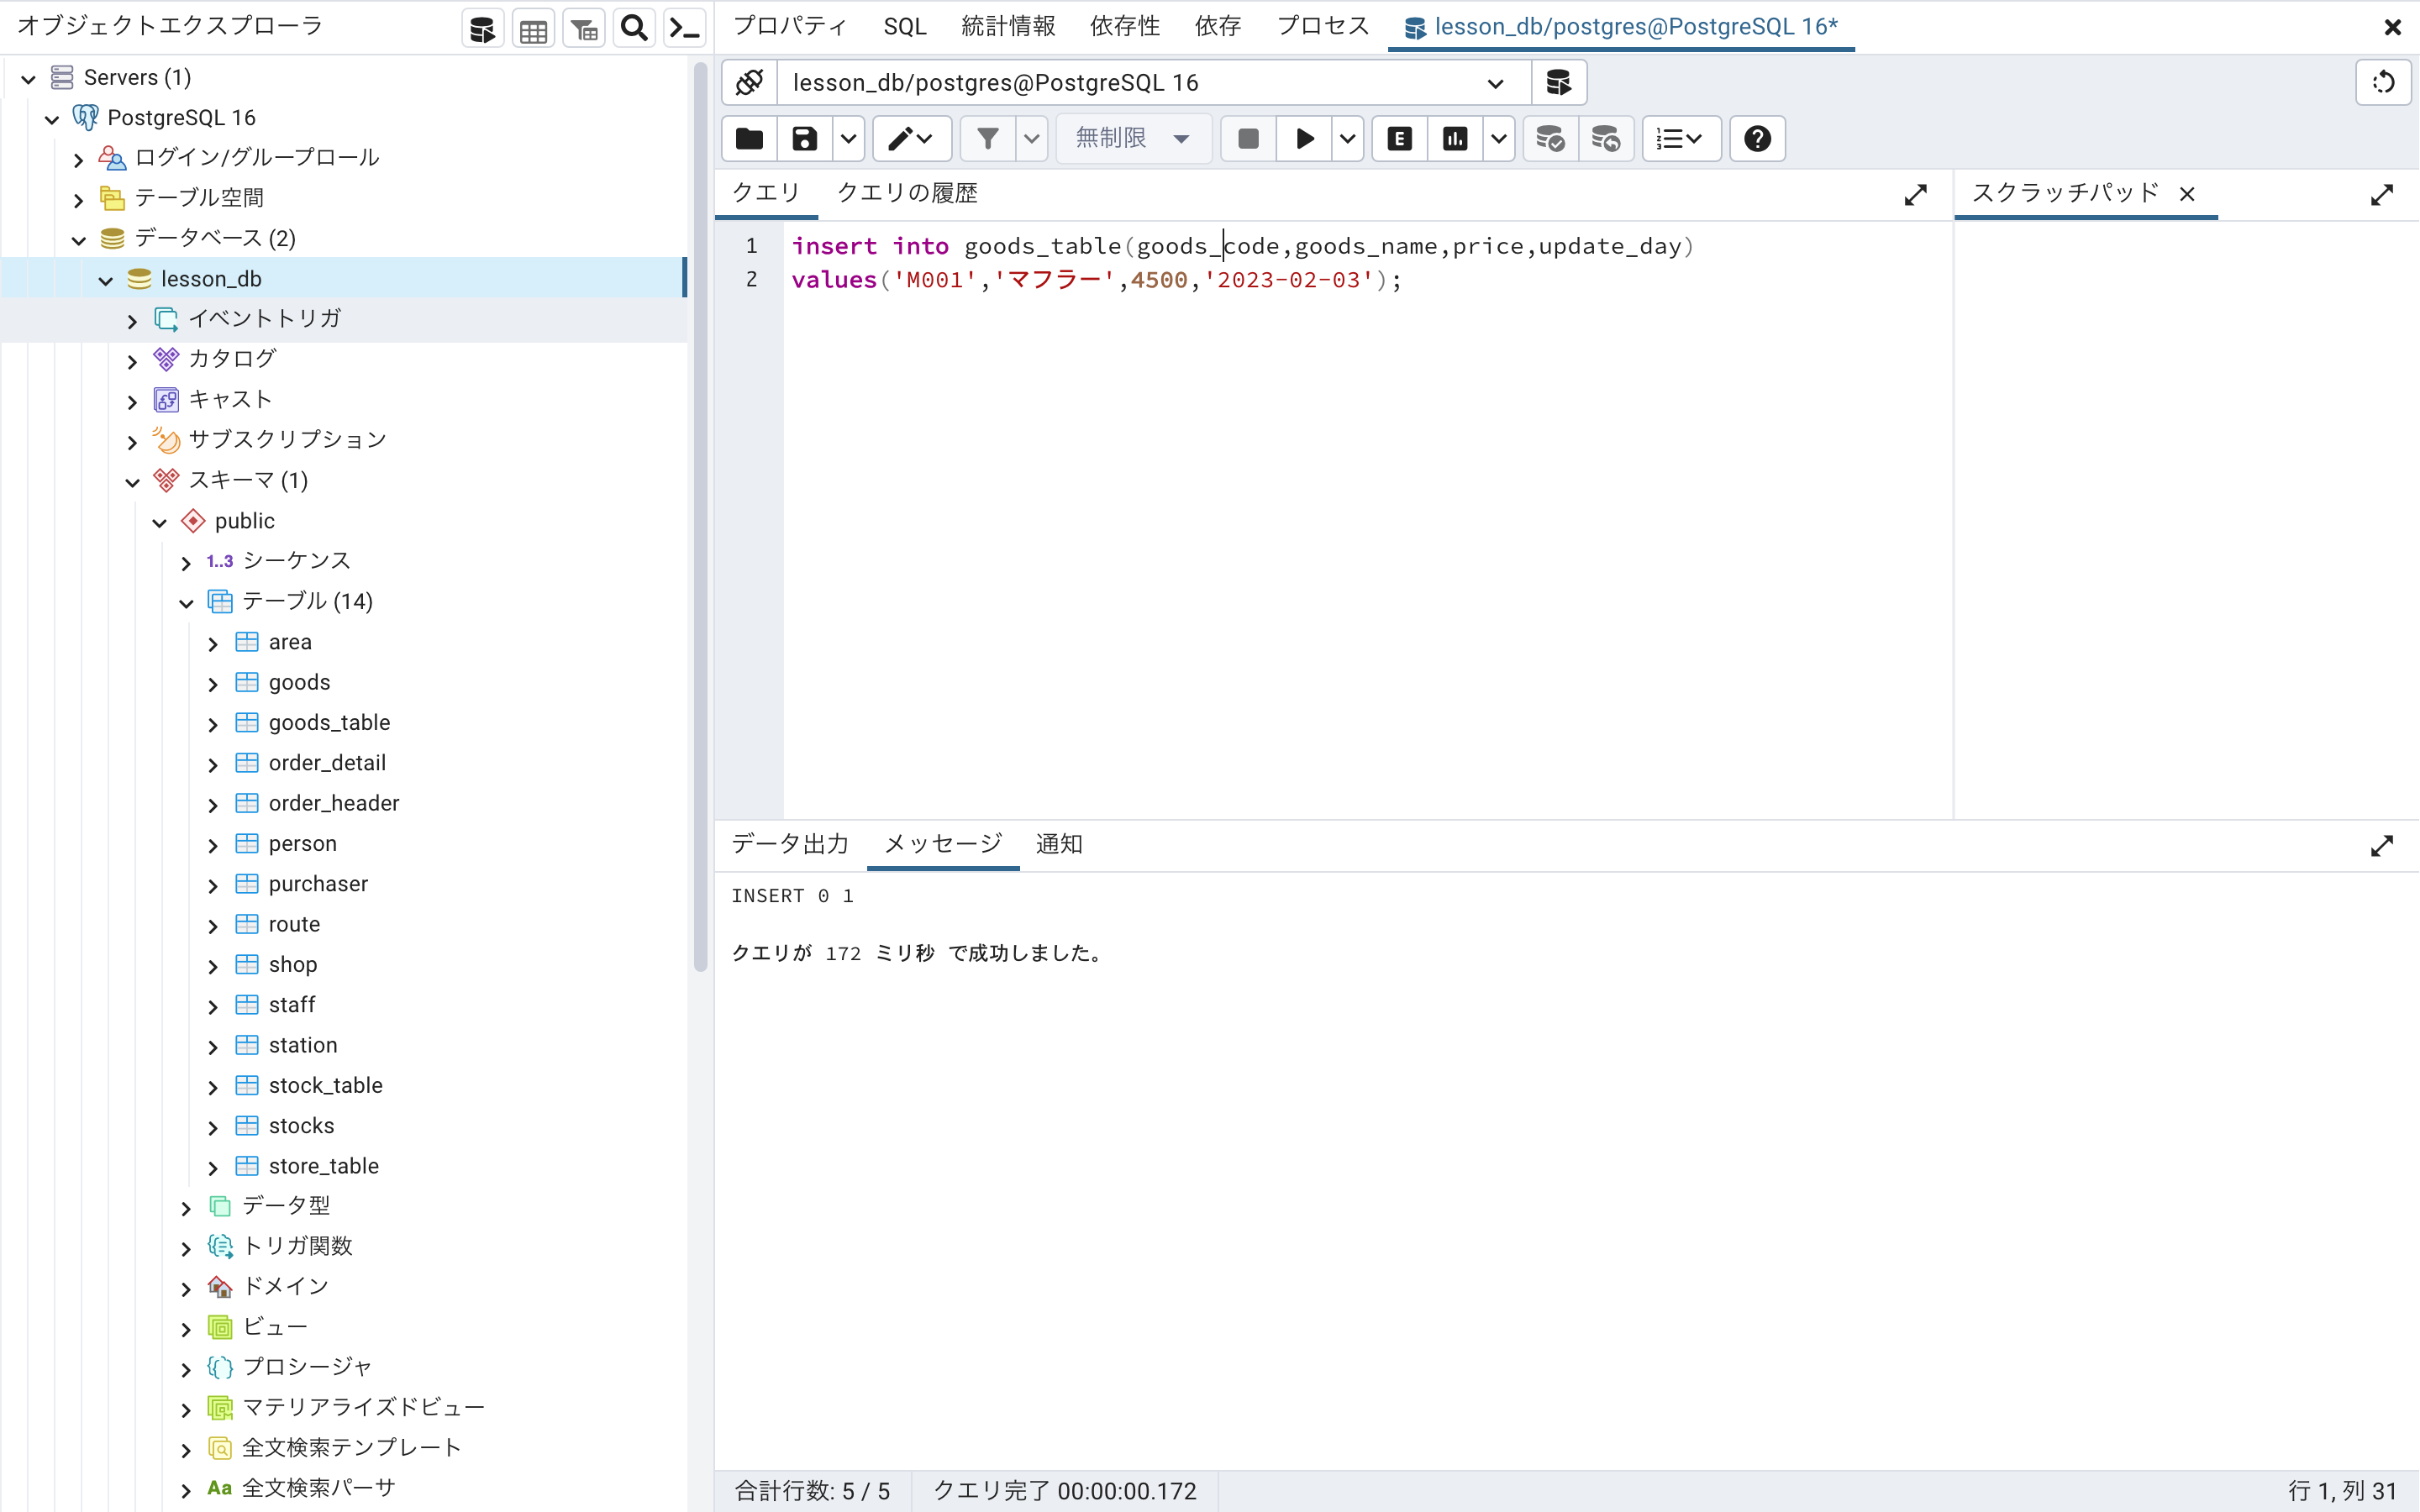 オブジェクトエクスプローラ
Servers (1)
PostgreSQL 16
ログイン/グループロール
テーブル空間
データベース (2)
lesson_db
イベントトリガ
カタログ
キャスト
サブスクリプション
スキーマ (1)
public
1..3 シーケンス
テーブル (14)
area
goods
goods_table
order_detail
order_header
person
purchaser
route
shop
staff
station
stock_table
stocks
store_table
データ型
トリガ関数
ドメイン
ビュー
プロシージャ
マテリアライズドビュー
全文検索テンプレート
Aa 全文検索パーサ
プロパティ SQL 統計情報 依存性 依存 プロセス lesson_db/postgres@PostgreSQL 16*
lesson_db/postgres@PostgreSQL 16
無制限 E
クエリ クエリの履歴 スクラッチパッド
1 insert into goods_table(goods_code,goods_name,price,update_day)
2 values('M001','マフラー',4500,'2023-02-03');
データ出力 メッセージ 通知
INSERT 0 1
クエリが 172 ミリ秒 で成功しました。
合計行数: 5 / 5 クエリ完了 00:00:00.172 行 1, 列 31